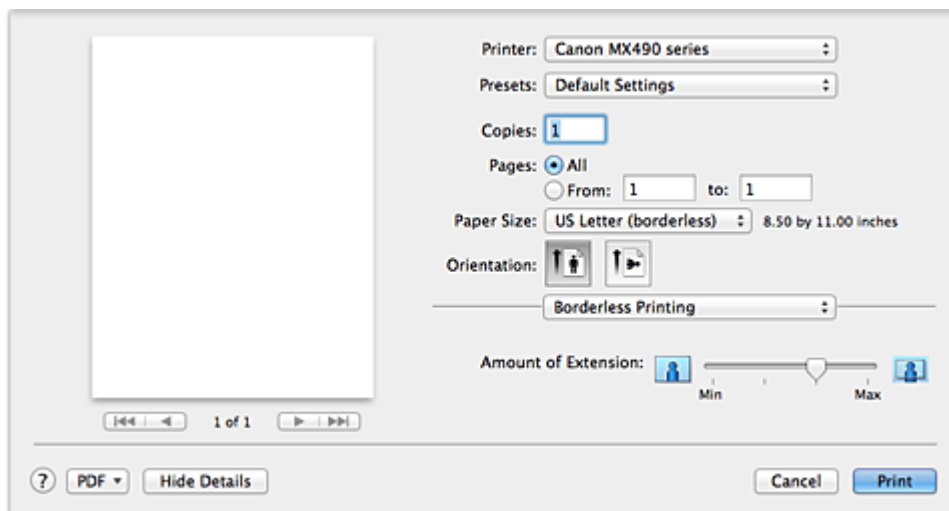 Printer: Canon MX490 series
Presets: Default Settings
Copies: 1
Pages: All
From: 1 to: 1
Paper Size: US Letter (borderless) 8.50 by 11.00 inches
Orientation:
Borderless Printing
Amount of Extension:
Min Max
1 of 1
? PDF Hide Details Cancel Print